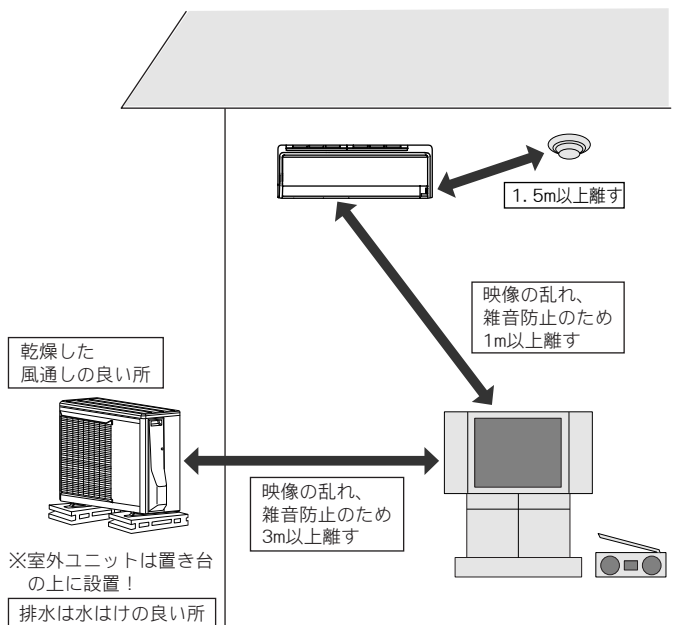 1.5m以上離す
映像の乱れ、
雑音防止のため
1m以上離す
乾燥した
風通しの良い所
映像の乱れ、
雑音防止のため
3m以上離す
※室外ユニットは置き台
の上に設置！
排水は水はけの良い所